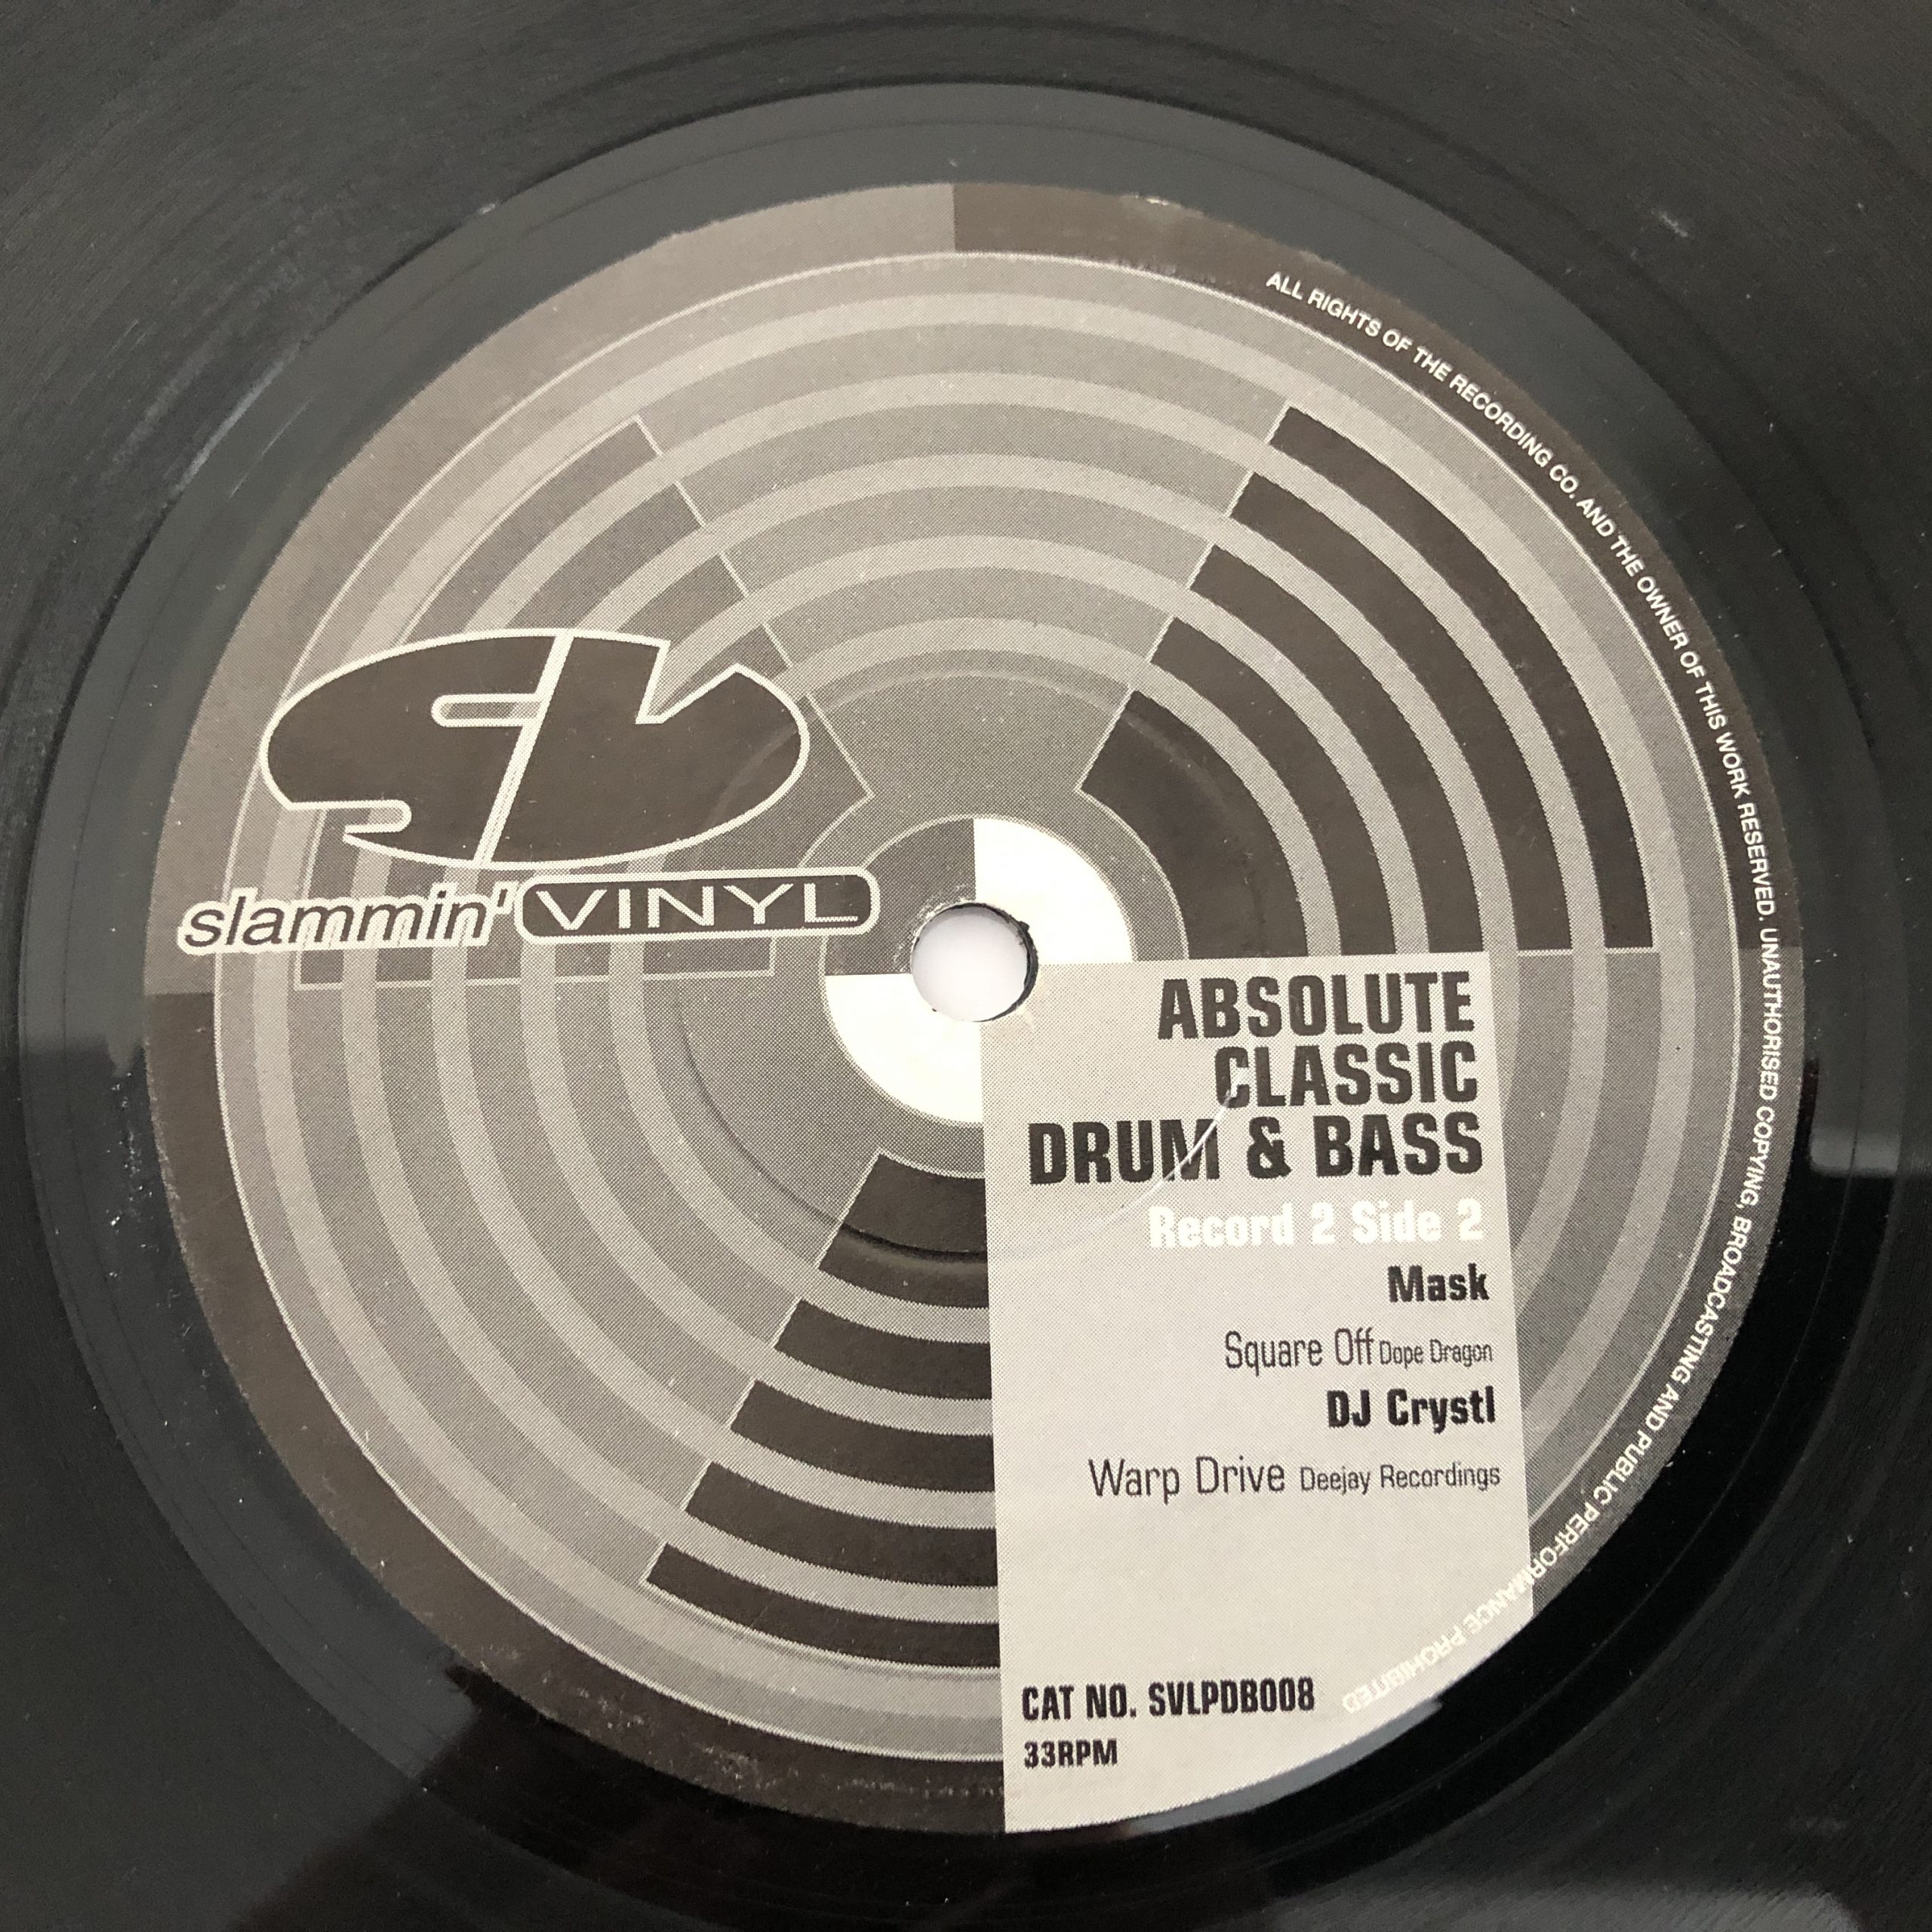 sv
slammin' VINYL
ABSOLUTE
CLASSIC
DRUM & BASS
Record 2 Side 2
Mask
Square Off Dope Dragon
DJ Crystl
Warp Drive Deejay Recordings
CAT NO. SVLPDB008
33RPM
ALL RIGHTS OF THE RECORDING CO. AND THE OWNER OF THIS WORK RESERVED. UNAUTHORISED COPYING, BROADCASTING AND PUBLIC PERFORMANCE PROHIBITED